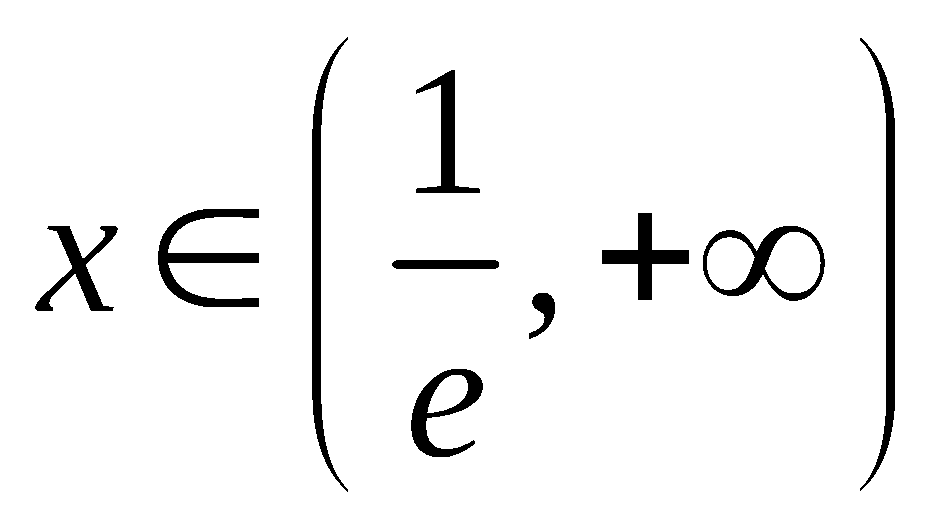 x ∈ (1/e, +∞)